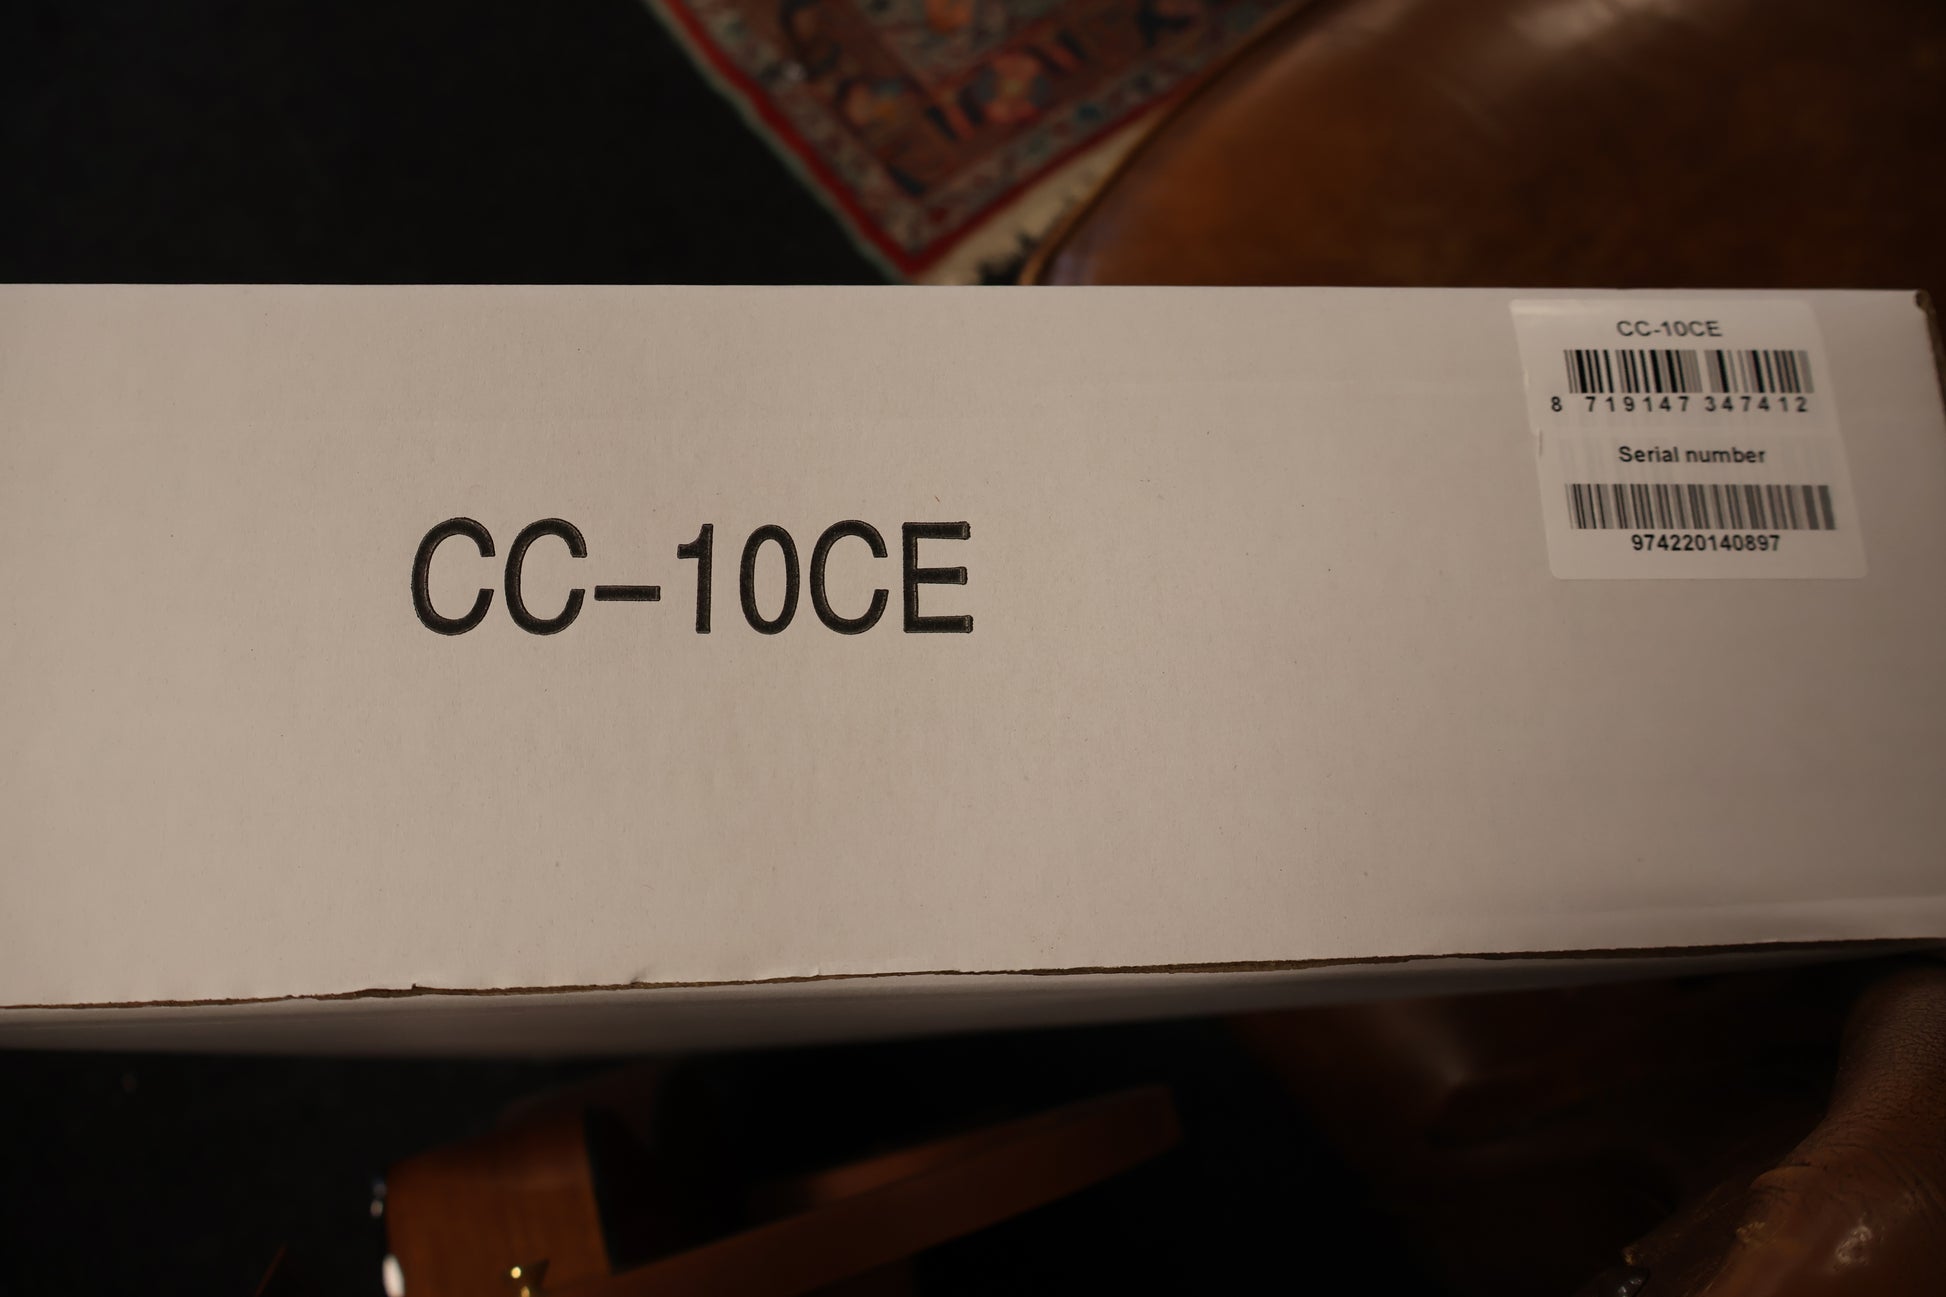 CC-10CE
8 719147 347412
Serial number
974220140897
CC-10CE